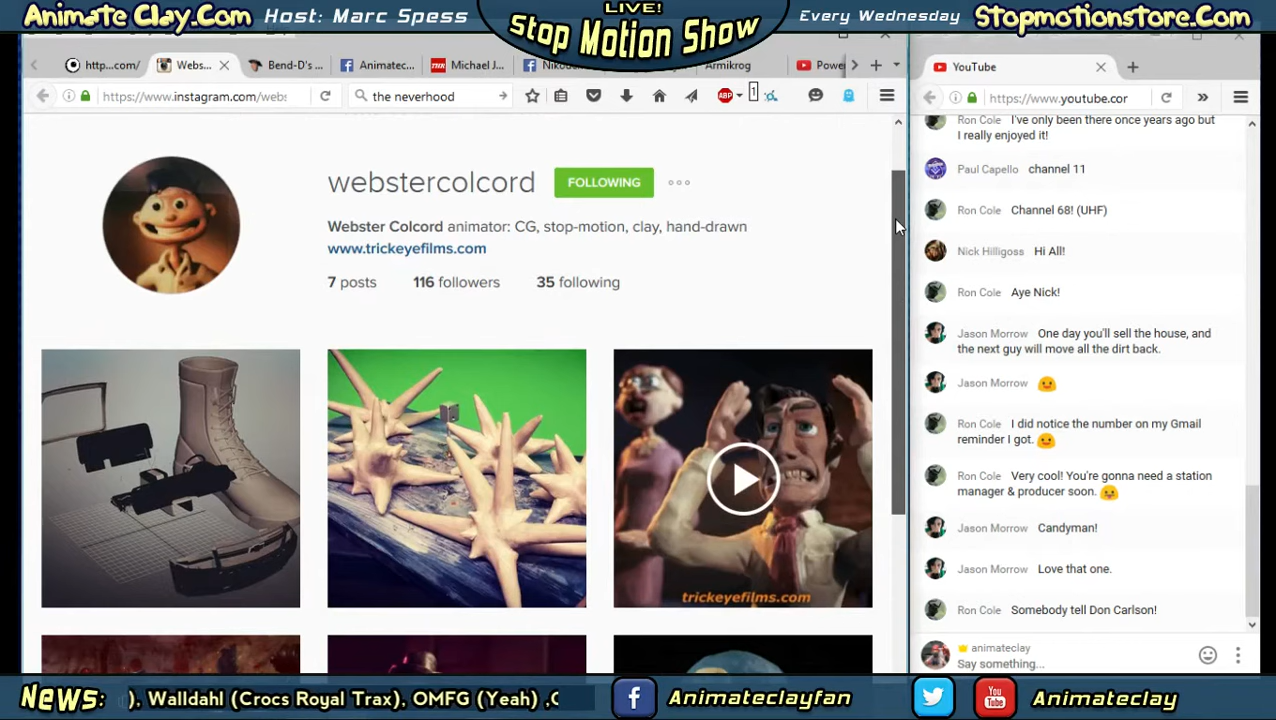 Animate Clay.Com Host: Marc Spess
LIVE!
Stop Motion Show
Every Wednesday Stopmotionstore.Com
http...com/
Webs...
Bend-D's ...
Animatec...
TNK Michael J...
Nikod
Armikrog
Powe
YouTube
https://www.instagram.com/webs
the neverhood
ABP
1
https://www.youtube.cor
webstercolcord FOLLOWING
Webster Colcord animator: CG, stop-motion, clay, hand-drawn
www.trickeyefilms.com
7 posts 116 followers 35 following
trickeyefilms.com
Ron Cole I've only been there once years ago but
I really enjoyed it!
Paul Capello channel 11
Ron Cole Channel 68! (UHF)
Nick Hilligoss Hi All!
Ron Cole Aye Nick!
Jason Morrow One day you'll sell the house, and
the next guy will move all the dirt back.
Jason Morrow
Ron Cole I did notice the number on my Gmail
reminder I got.
Ron Cole Very cool! You're gonna need a station
manager & producer soon.
Jason Morrow Candyman!
Jason Morrow Love that one.
Ron Cole Somebody tell Don Carlson!
animateclay
Say something...
News: ), Walldahl (Crocs Royal Trax), OMFG (Yeah) ,C
f Animateclayfan
You Tube Animateclay